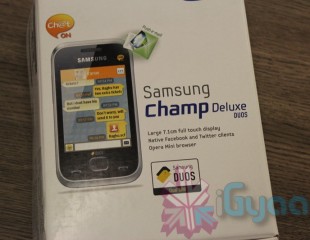 Chat
ON
SAMSUNG
Samsung
Champ Deluxe
DUOS
Large 7.1cm full touch display
Native Facebook and Twitter clients
Opera Mini browser
Samsung
DUOS
iGyaa